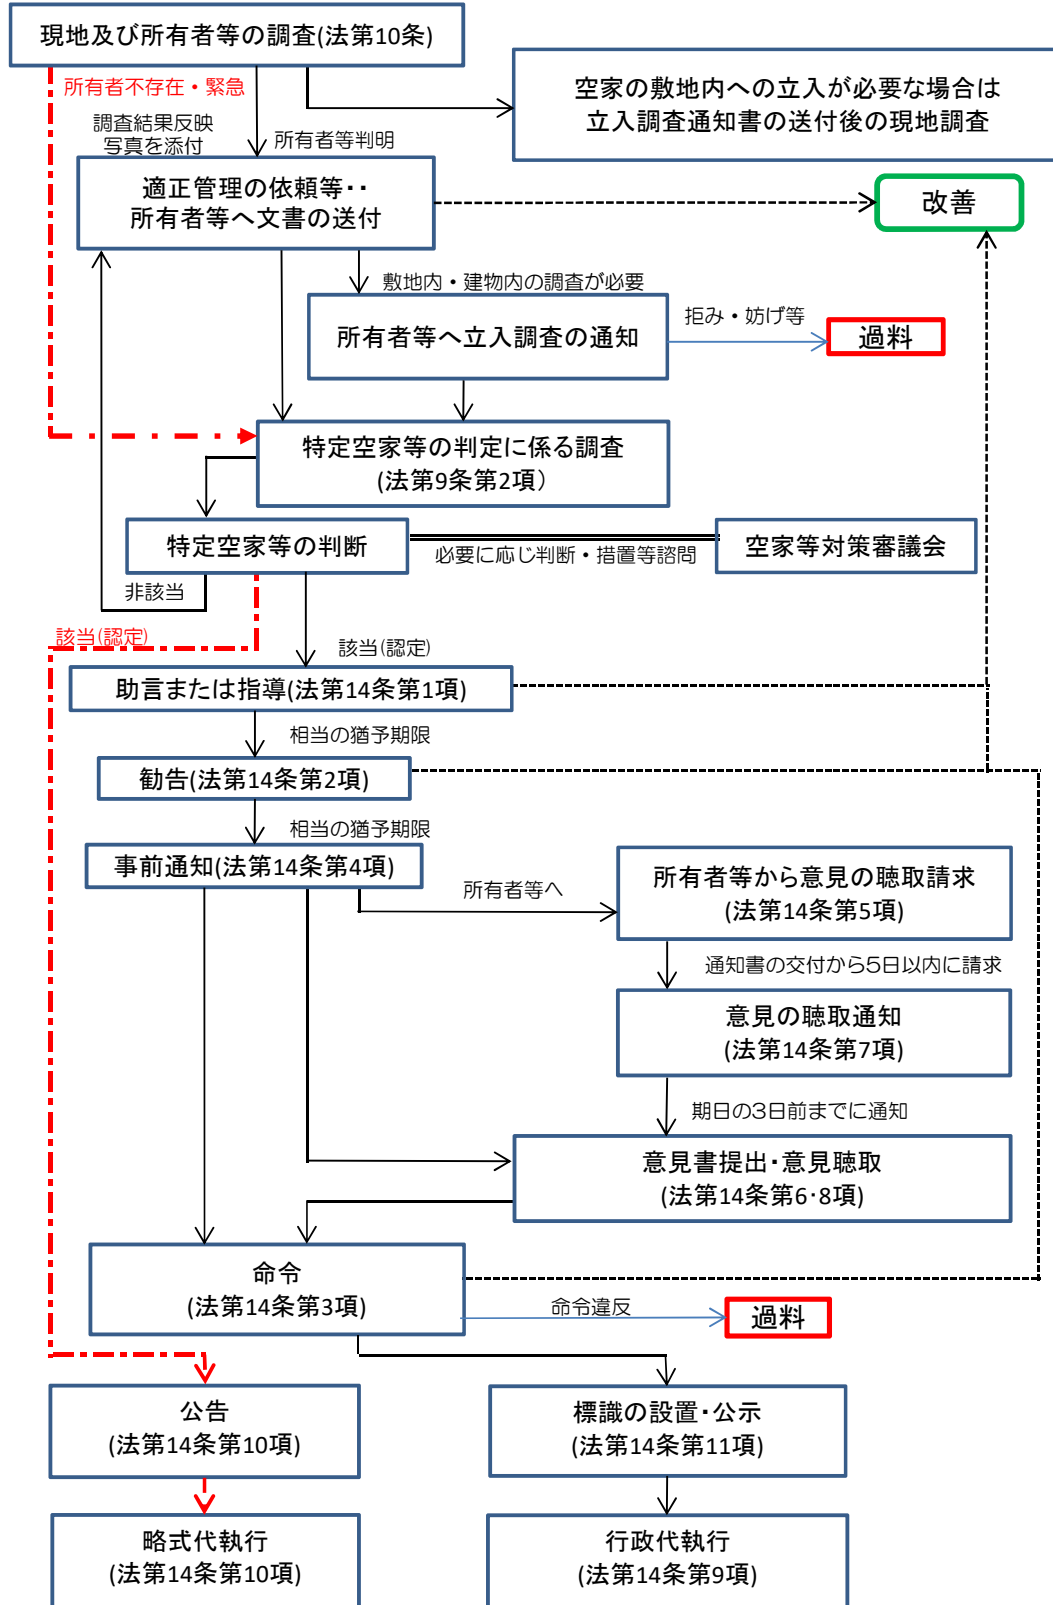 現地及び所有者等の調査(法第10条)
所有者不存在・緊急
空家の敷地内への立入が必要な場合は
立入調査通知書の送付後の現地調査
調査結果反映
写真を添付
所有者等判明
適正管理の依頼等・・
所有者等へ文書の送付
改善
敷地内・建物内の調査が必要
所有者等へ立入調査の通知
拒み・妨げ等
過料
特定空家等の判定に係る調査
(法第9条第2項）
特定空家等の判断
必要に応じ判断・措置等諮問
空家等対策審議会
非該当
該当(認定)
該当(認定)
助言または指導(法第14条第1項)
相当の猶予期限
勧告(法第14条第2項)
相当の猶予期限
事前通知(法第14条第4項)
所有者等へ
所有者等から意見の聴取請求
(法第14条第5項)
通知書の交付から5日以内に請求
意見の聴取通知
(法第14条第7項)
期日の3日前までに通知
意見書提出・意見聴取
(法第14条第6・8項)
命令
(法第14条第3項)
命令違反
過料
公告
(法第14条第10項)
標識の設置・公示
(法第14条第11項)
略式代執行
(法第14条第10項)
行政代執行
(法第14条第9項)